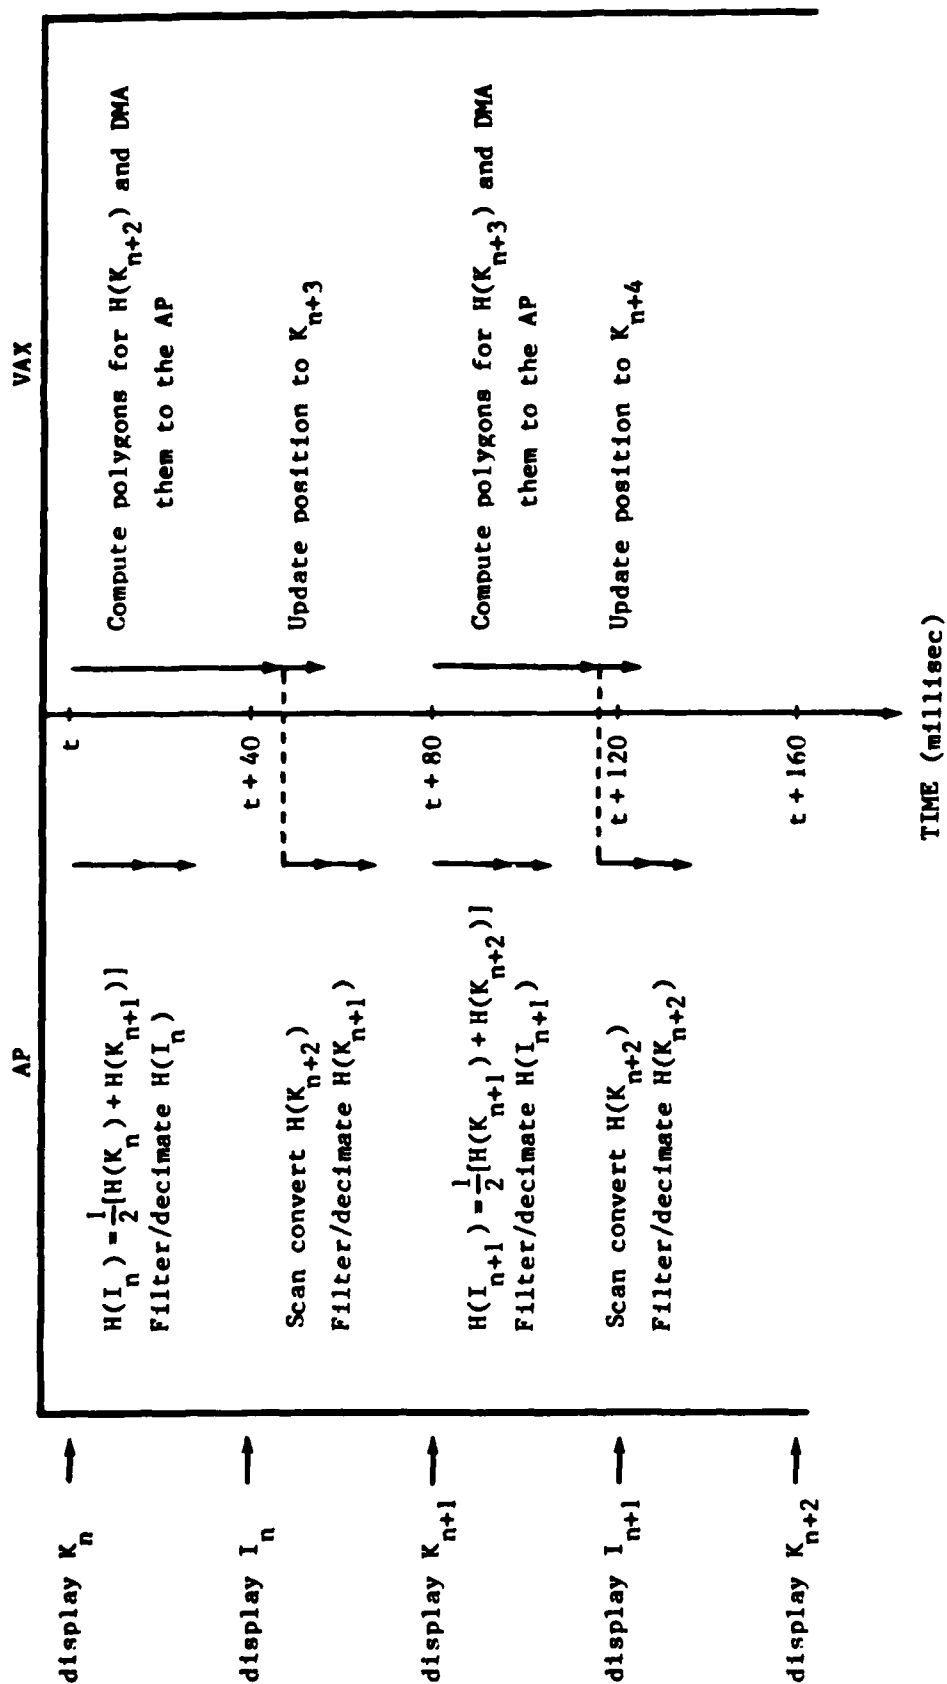 AP
VAX
display K_n
H(I_n) = 1/2[H(K_n) + H(K_{n+1})]
Filter/decimate H(I_n)
t
Compute polygons for H(K_{n+2}) and DMA
them to the AP
display I_n
Scan convert H(K_{n+2})
Filter/decimate H(K_{n+1})
t + 40
Update position to K_{n+3}
display K_{n+1}
H(I_{n+1}) = 1/2[H(K_{n+1}) + H(K_{n+2})]
Filter/decimate H(I_{n+1})
t + 80
Compute polygons for H(K_{n+3}) and DMA
them to the AP
display I_{n+1}
Scan convert H(K_{n+2})
Filter/decimate H(K_{n+2})
t + 120
Update position to K_{n+4}
display K_{n+2}
t + 160
TIME (millisec)